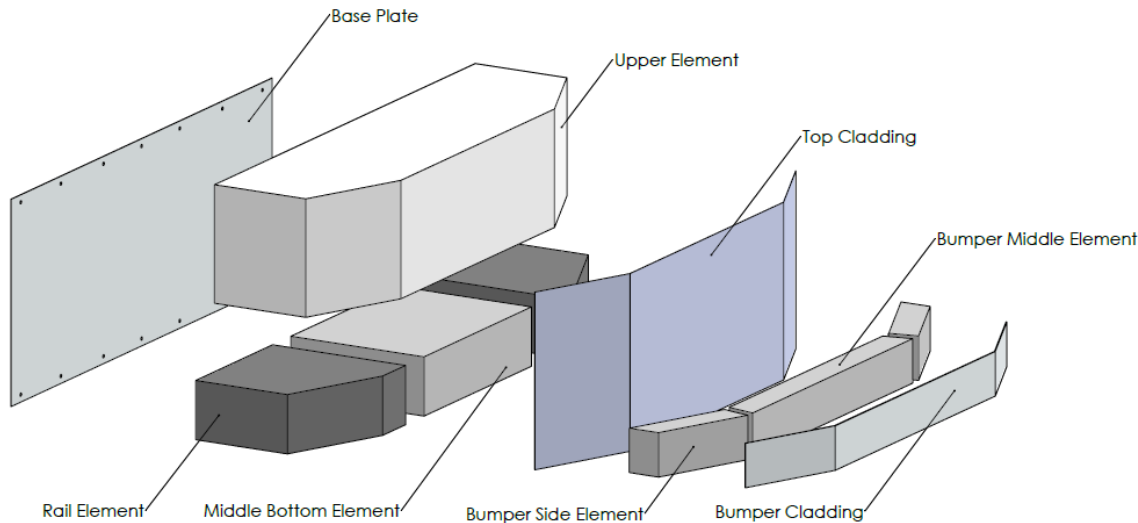 Base Plate
Upper Element
Top Cladding
Bumper Middle Element
Rail Element
Middle Bottom Element
Bumper Side Element
Bumper Cladding